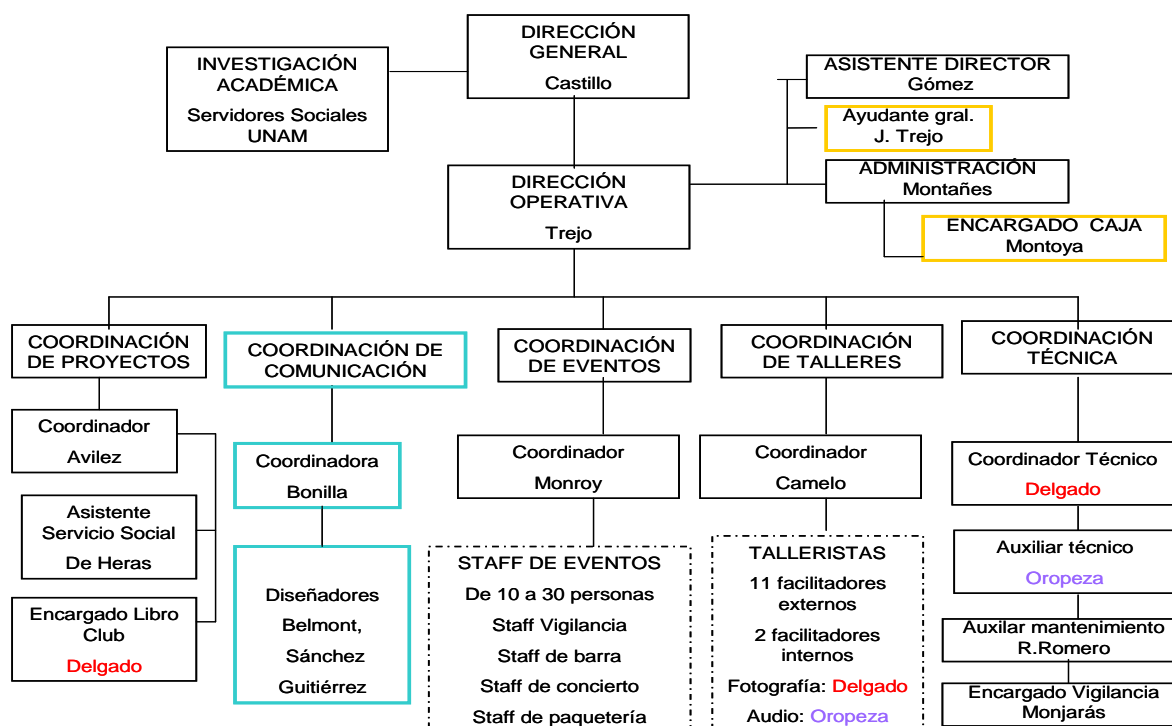 DIRECCIÓN
GENERAL
Castillo
INVESTIGACIÓN
ACADÉMICA
Servidores Sociales
UNAM
ASISTENTE DIRECTOR
Gómez
Ayudante gral.
J. Trejo
DIRECCIÓN
OPERATIVA
Trejo
ADMINISTRACIÓN
Montañes
ENCARGADO CAJA
Montoya
COORDINACIÓN
DE PROYECTOS
Coordinador
Avilez
Asistente
Servicio Social
De Heras
Encargado Libro
Club
Delgado
COORDINACIÓN DE
COMUNICACIÓN
Coordinadora
Bonilla
Diseñadores
Belmont,
Sánchez
Guitiérrez
COORDINACIÓN
DE EVENTOS
Coordinador
Monroy
STAFF DE EVENTOS
De 10 a 30 personas
Staff Vigilancia
Staff de barra
Staff de concierto
Staff de paquetería
COORDINACIÓN
DE TALLERES
Coordinador
Camelo
TALLERISTAS
11 facilitadores
externos
2 facilitadores
internos
Fotografía: Delgado
Audio: Oropeza
COORDINACIÓN
TÉCNICA
Coordinador Técnico
Delgado
Auxiliar técnico
Oropeza
Auxilar mantenimiento
R.Romero
Encargado Vigilancia
Monjarás